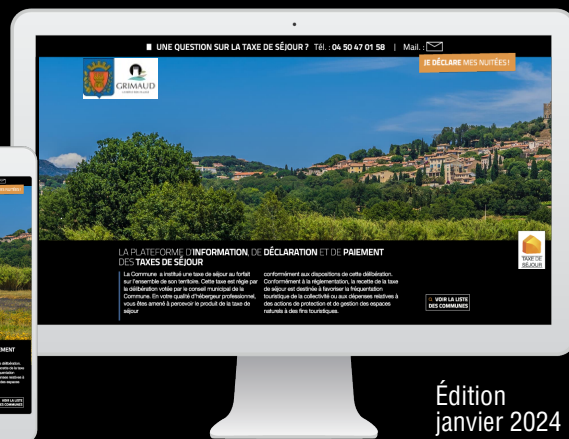 UNE QUESTION SUR LA TAXE DE SÉJOUR ? Tél. : 04 50 47 01 58 | Mail. :
JE DÉCLARE MES NUITÉES !
GRIMAUD
LA PLATEFORME D'INFORMATION, DE DÉCLARATION ET DE PAIEMENT
DES TAXES DE SÉJOUR
La Commune a institué une taxe de séjour au forfait
sur l'ensemble de son territoire. Cette taxe est régie par
la délibération votée par le conseil municipal de la
Commune. En votre qualité d'hébergeur professionnel,
vous êtes amené à percevoir le produit de la taxe de
séjour
conformément aux dispositions de cette délibération.
Conformément à la réglementation, la recette de la taxe
de séjour est destinée à favoriser la fréquentation
touristique de la collectivité ou aux dépenses relatives à
des actions de protection et de gestion des espaces
naturels à des fins touristiques.
TAXE DE
SÉJOUR
VOIR LA LISTE
DES COMMUNES
VOIR LA LISTE
DES COMMUNES
Édition
janvier 2024